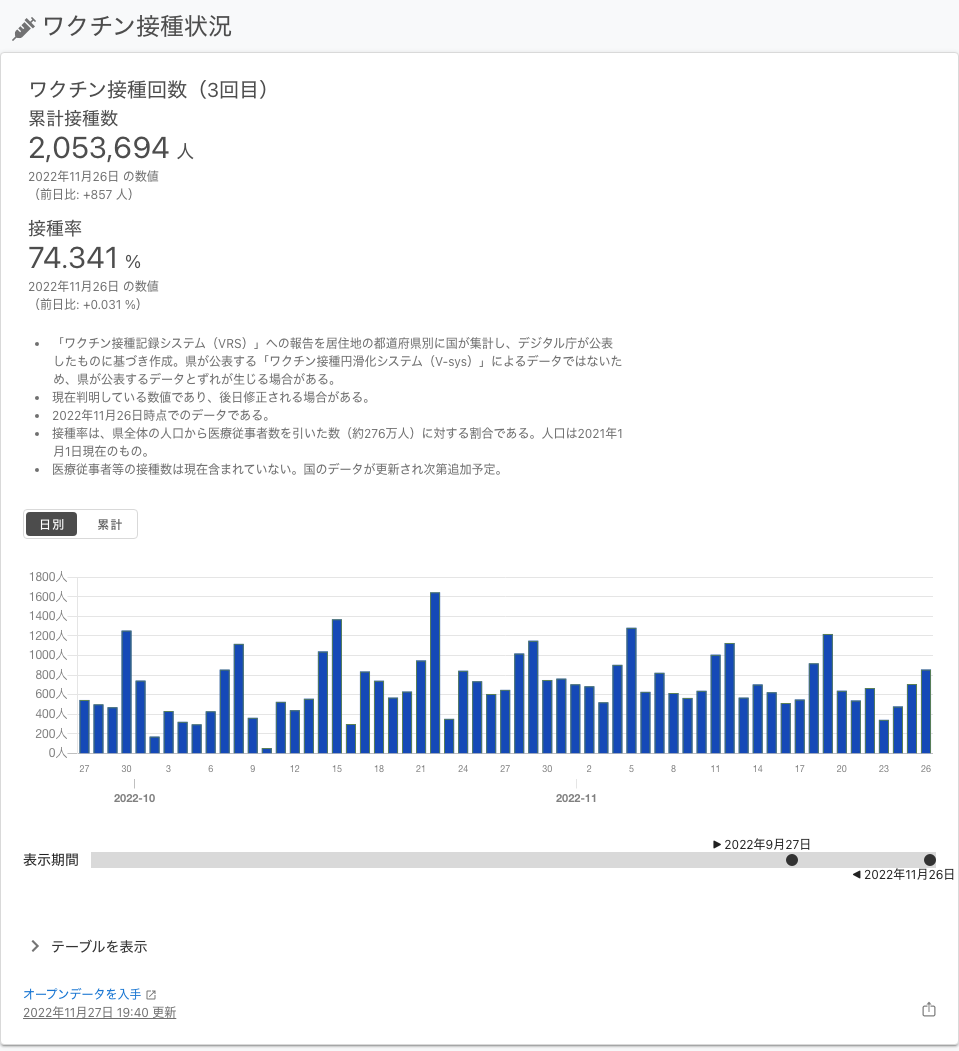 ワクチン接種状況
ワクチン接種回数（3回目）
累計接種数
2,053,694 人
2022年11月26日 の数値
（前日比: +857 人）
接種率
74.341 %
2022年11月26日 の数値
（前日比: +0.031 %）
• 「ワクチン接種記録システム（VRS）」への報告を居住地の都道府県別に国が集計し、デジタル庁が公表
したものに基づき作成。県が公表する「ワクチン接種円滑化システム（V-sys）」によるデータではないた
め、県が公表するデータとずれが生じる場合がある。
• 現在判明している数値であり、後日修正される場合がある。
• 2022年11月26日時点でのデータである。
• 接種率は、県全体の人口から医療従事者数を引いた数（約276万人）に対する割合である。人口は2021年1
月1日現在のもの。
• 医療従事者等の接種数は現在含まれていない。国のデータが更新され次第追加予定。
日別 累計
1800人
1600人
1400人
1200人
1000人
800人
600人
400人
200人
0人
27 30 3 6 9 12 15 18 21 24 27 30 2 5 8 11 14 17 20 23 26
2022-10 2022-11
▶ 2022年9月27日
表示期間
◀ 2022年11月26日
テーブルを表示
オープンデータを入手
2022年11月27日 19:40 更新